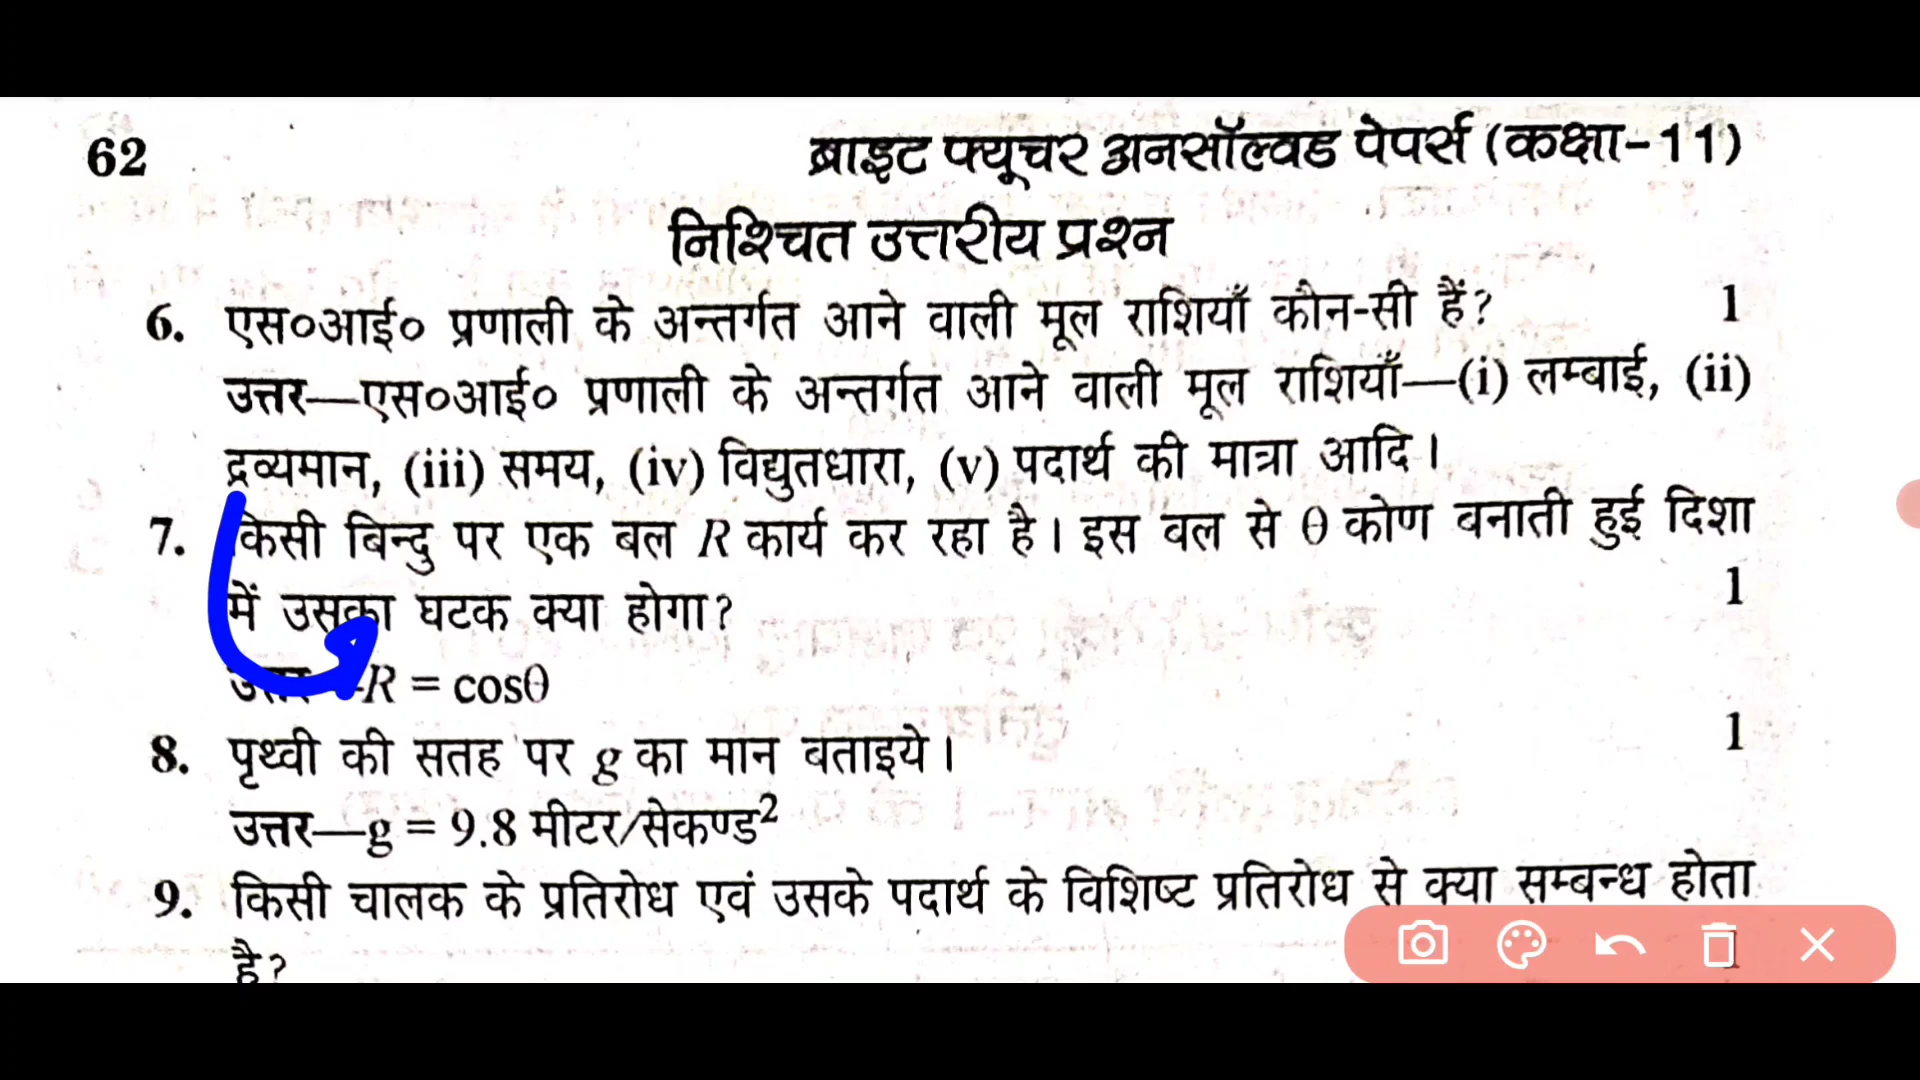 62
ब्राइट फ्यूचर अनसॉल्वड पेपर्स (कक्षा-11)
निश्चित उत्तरीय प्रश्न
6. एस०आई० प्रणाली के अन्तर्गत आने वाली मूल राशियाँ कौन-सी हैं? 1
उत्तर—एस०आई० प्रणाली के अन्तर्गत आने वाली मूल राशियाँ—(i) लम्बाई, (ii)
द्रव्यमान, (iii) समय, (iv) विद्युतधारा, (v) पदार्थ की मात्रा आदि।
7. किसी बिन्दु पर एक बल R कार्य कर रहा है। इस वल से θ कोण बनाती हुई दिशा
में उसका घटक क्या होगा? 1
उत्तर—R = cosθ
8. पृथ्वी की सतह पर g का मान बताइये। 1
उत्तर—g = 9.8 मीटर/सेकण्ड²
9. किसी चालक के प्रतिरोध एवं उसके पदार्थ के विशिष्ट प्रतिरोध से क्या सम्बन्ध होता
है?